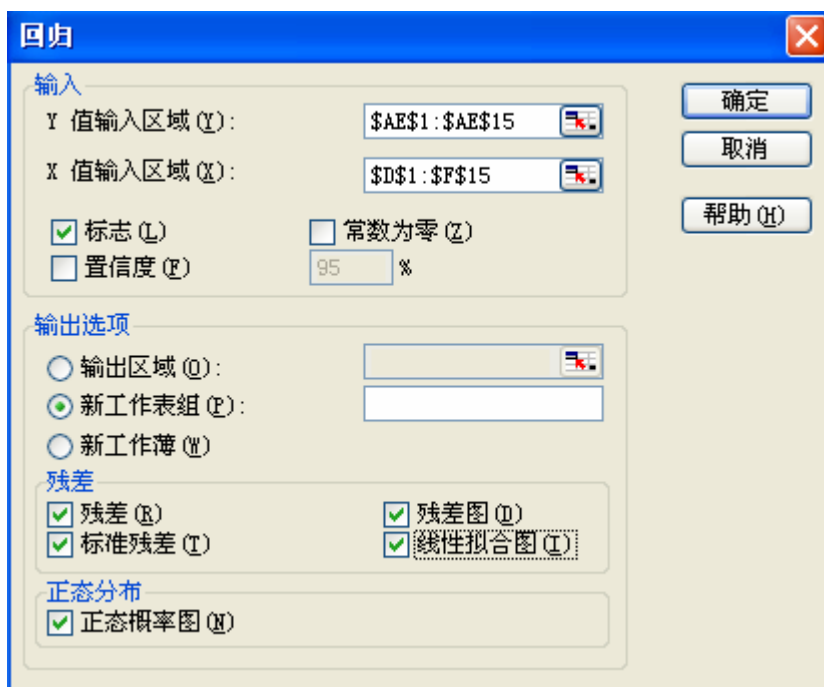 回归
输入
Y 值输入区域(Y):
$AE$1:$AE$15
确定
X 值输入区域(X):
$D$1:$F$15
取消
标志(L)
常数为零(Z)
帮助(H)
置信度(F)
95
%
输出选项
输出区域(O):
新工作表组(P):
新工作薄(W)
残差
残差(R)
残差图(D)
标准残差(T)
线性拟合图(I)
正态分布
正态概率图(N)